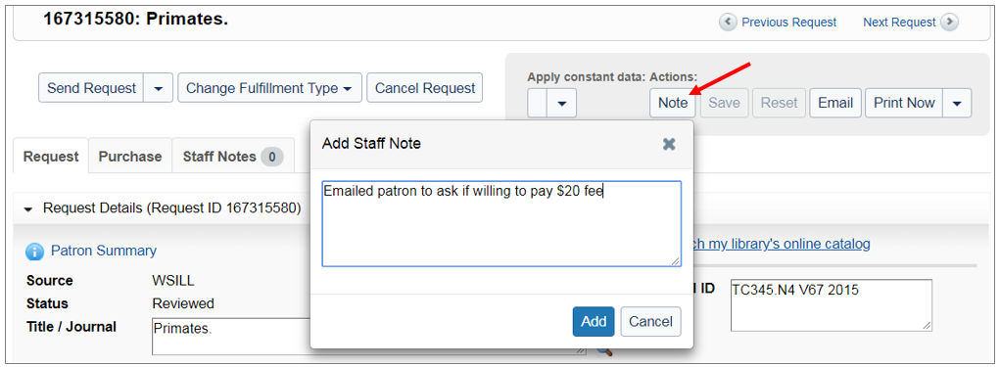 167315580: Primates.
Previous Request Next Request
Apply constant data: Actions:
Send Request Change Fulfillment Type Cancel Request
Note Save Reset Email Print Now
Add Staff Note
Request Purchase Staff Notes 0
Emailed patron to ask if willing to pay $20 fee
Request Details (Request ID 167315580)
Patron Summary
my library's online catalog
Source WSILL
ID TC345.N4 V67 2015
Status Reviewed
Title / Journal Primates.
Add Cancel